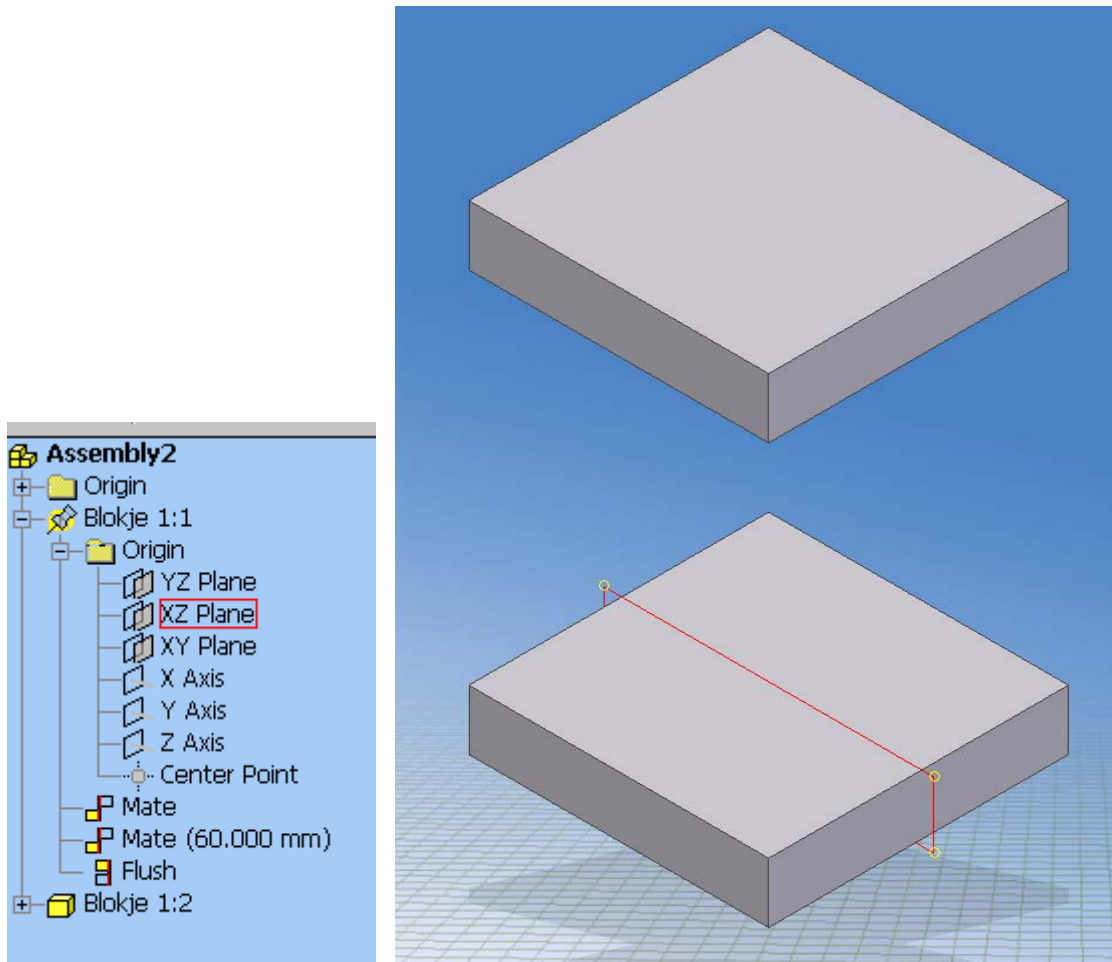 Assembly2
Origin
Blokje 1:1
Origin
YZ Plane
XZ Plane
XY Plane
X Axis
Y Axis
Z Axis
Center Point
Mate
Mate (60.000 mm)
Flush
Blokje 1:2